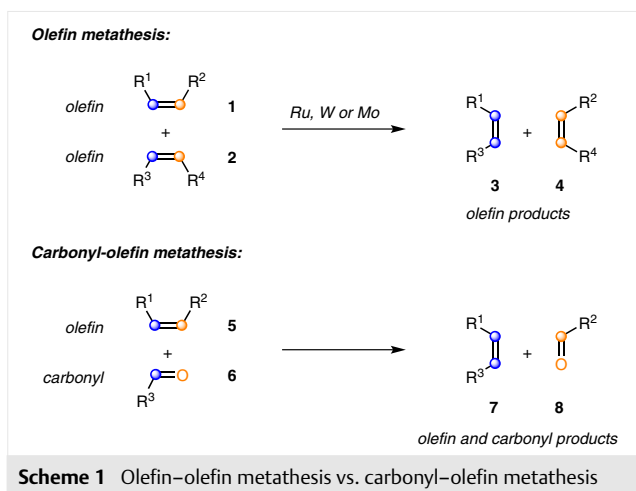 Olefin metathesis:
R¹ R²
olefin 1
+
Ru, W or Mo
olefin 2
R³ R⁴
R¹ R²
+
R³ R⁴
3 4
olefin products
Carbonyl-olefin metathesis:
R¹ R²
olefin 5
+
carbonyl O 6
R³
R¹ R²
+
R³ O
7 8
olefin and carbonyl products
Scheme 1 Olefin–olefin metathesis vs. carbonyl–olefin metathesis